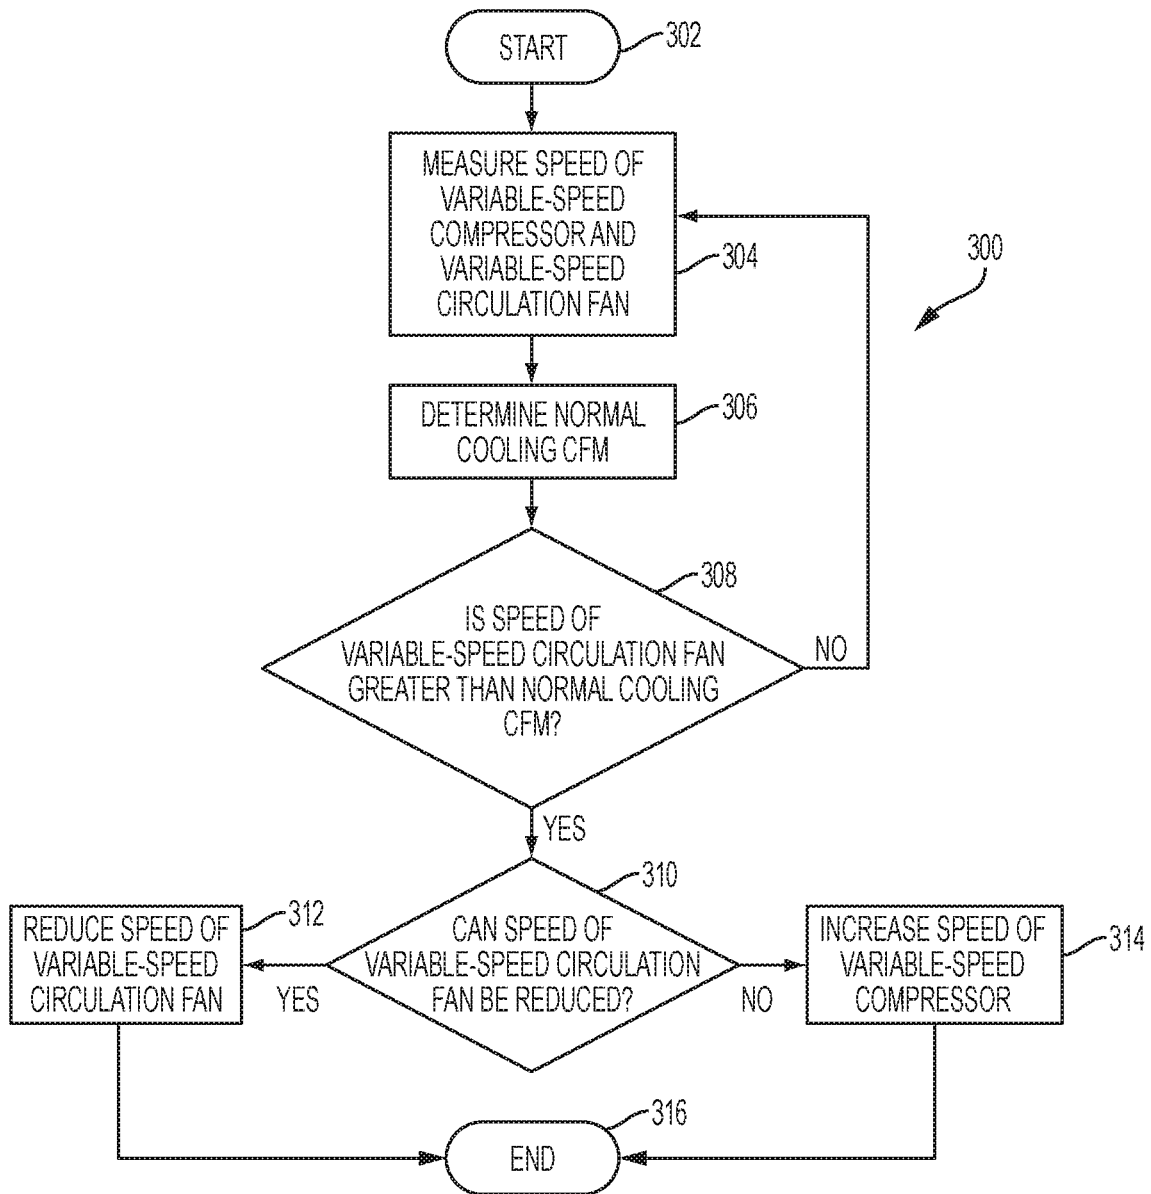 START
302
MEASURE SPEED OF
VARIABLE-SPEED
COMPRESSOR AND
VARIABLE-SPEED
CIRCULATION FAN
304
300
DETERMINE NORMAL
COOLING CFM
306
308
IS SPEED OF
VARIABLE-SPEED CIRCULATION FAN
GREATER THAN NORMAL COOLING
CFM?
NO
YES
310
CAN SPEED OF
VARIABLE-SPEED CIRCULATION
FAN BE REDUCED?
312
REDUCE SPEED OF
VARIABLE-SPEED
CIRCULATION FAN
YES
NO
INCREASE SPEED OF
VARIABLE-SPEED
COMPRESSOR
314
316
END